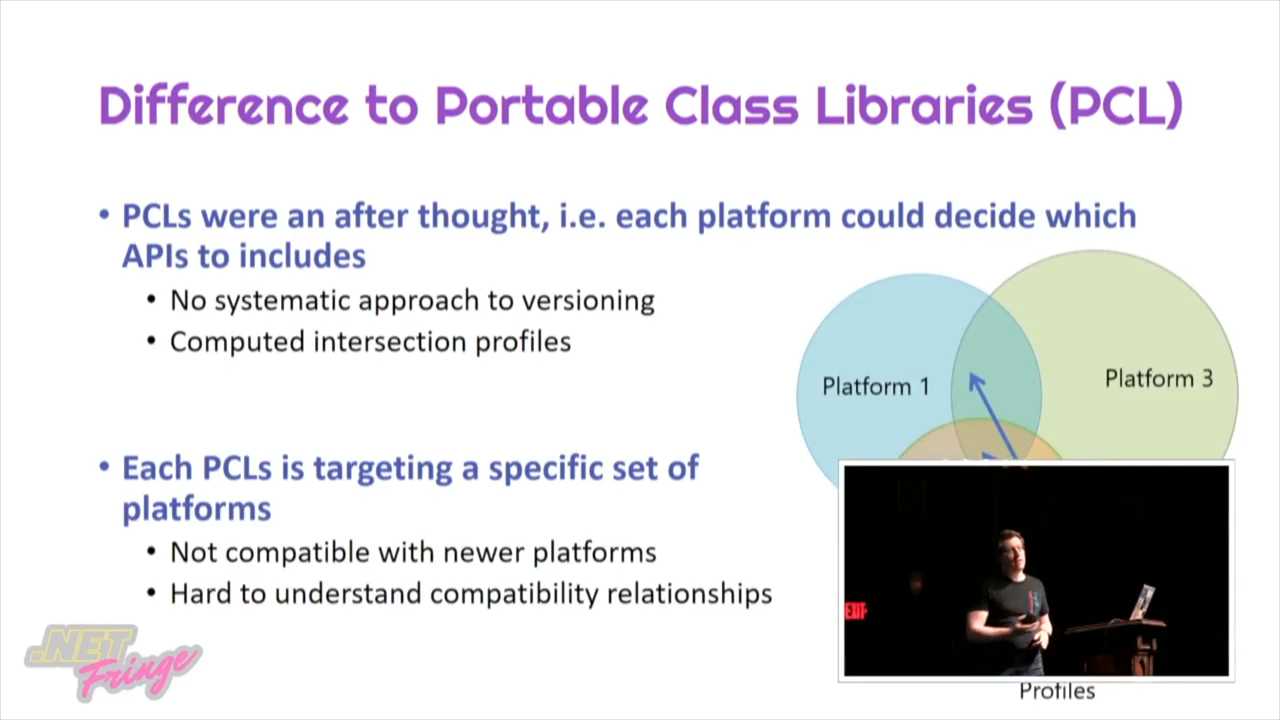 Difference to Portable Class Libraries (PCL)
• PCLs were an after thought, i.e. each platform could decide which
APIs to includes
• No systematic approach to versioning
• Computed intersection profiles
Platform 1
Platform 3
• Each PCLs is targeting a specific set of
platforms
• Not compatible with newer platforms
• Hard to understand compatibility relationships
EXIT
.NET
Fringe
Profiles